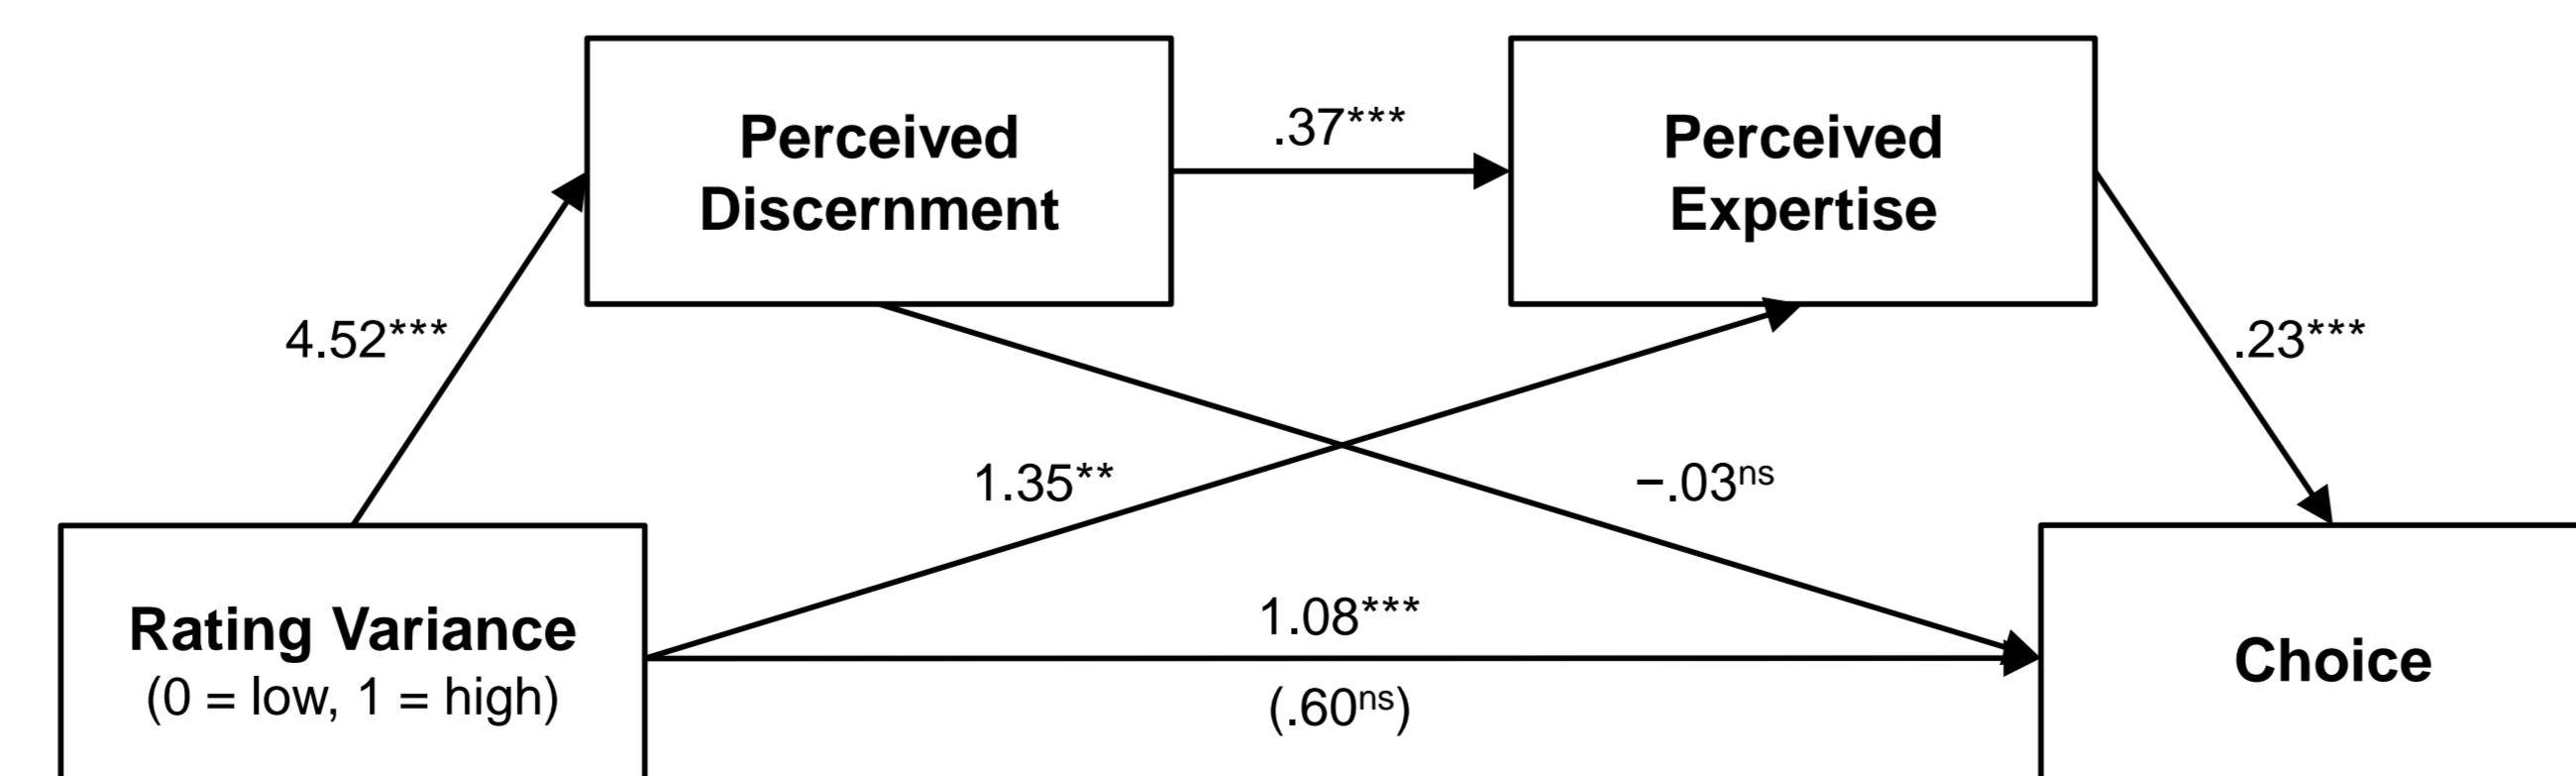 Perceived
Discernment
.37***
Perceived
Expertise
4.52***
.23***
1.35**
−.03ns
Rating Variance
(0 = low, 1 = high)
1.08***
(.60ns)
Choice